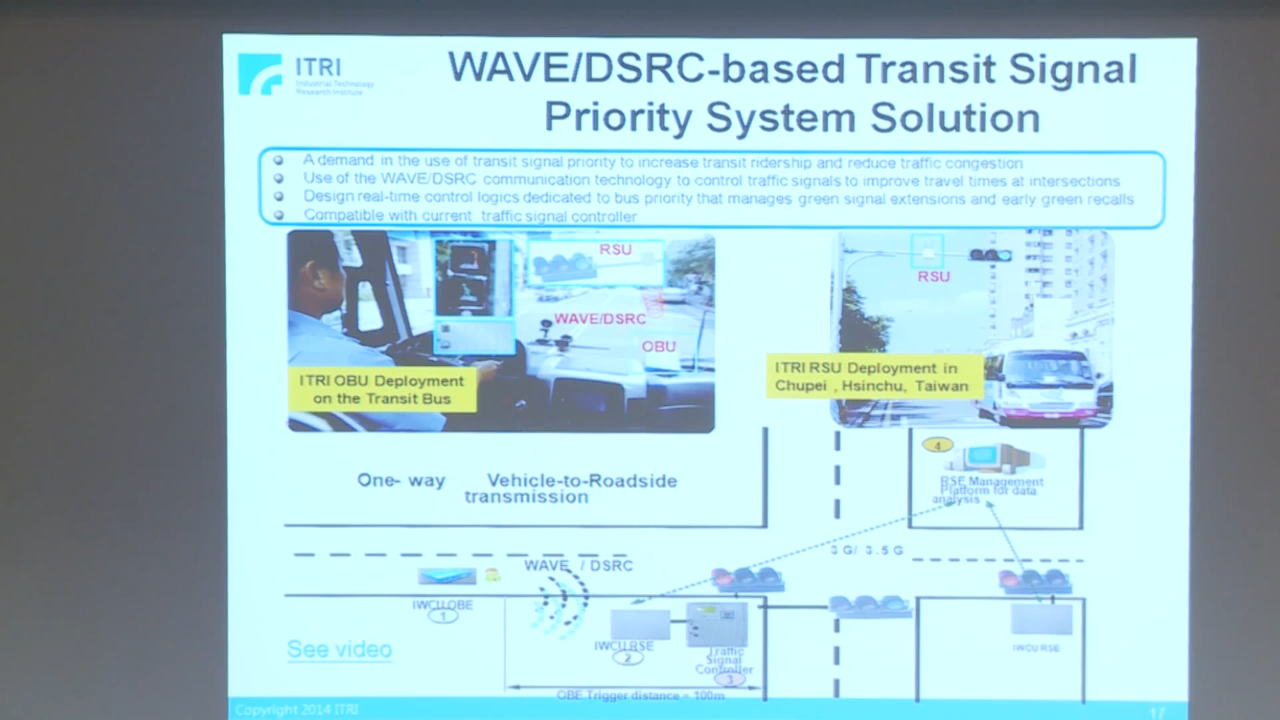 ITRI
Industrial Technology
Research Institute
WAVE/DSRC-based Transit Signal
Priority System Solution
A demand in the use of transit signal priority to increase transit ridership and reduce traffic congestion
Use of the WAVE/DSRC communication technology to control traffic signals to improve travel times at intersections
Design real-time control logics dedicated to bus priority that manages green signal extensions and early green recalls
Compatible with current traffic signal controller
RSU
WAVE/DSRC
OBU
ITRI OBU Deployment
on the Transit Bus
RSU
ITRI RSU Deployment in
Chupei , Hsinchu, Taiwan
One- way Vehicle-to-Roadside
transmission
4
RSE Management
Platform for data
analysis
3G/ 3.5G
WAVE / DSRC
IWCU OBE
1
IWCU RSE
2
Traffic
Signal
Controller
3
IWCU RSE
OBE Trigger distance = 100m
See video
Copyright 2014 ITRI
17